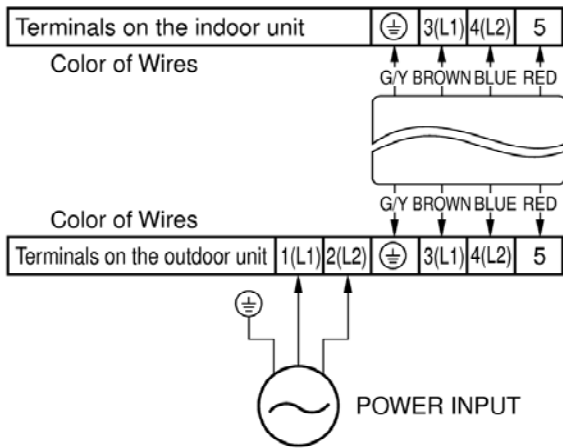 Terminals on the indoor unit 3(L1) 4(L2) 5
Color of Wires
G/Y BROWN BLUE RED
G/Y BROWN BLUE RED
Color of Wires
Terminals on the outdoor unit 1(L1) 2(L2) 3(L1) 4(L2) 5
POWER INPUT